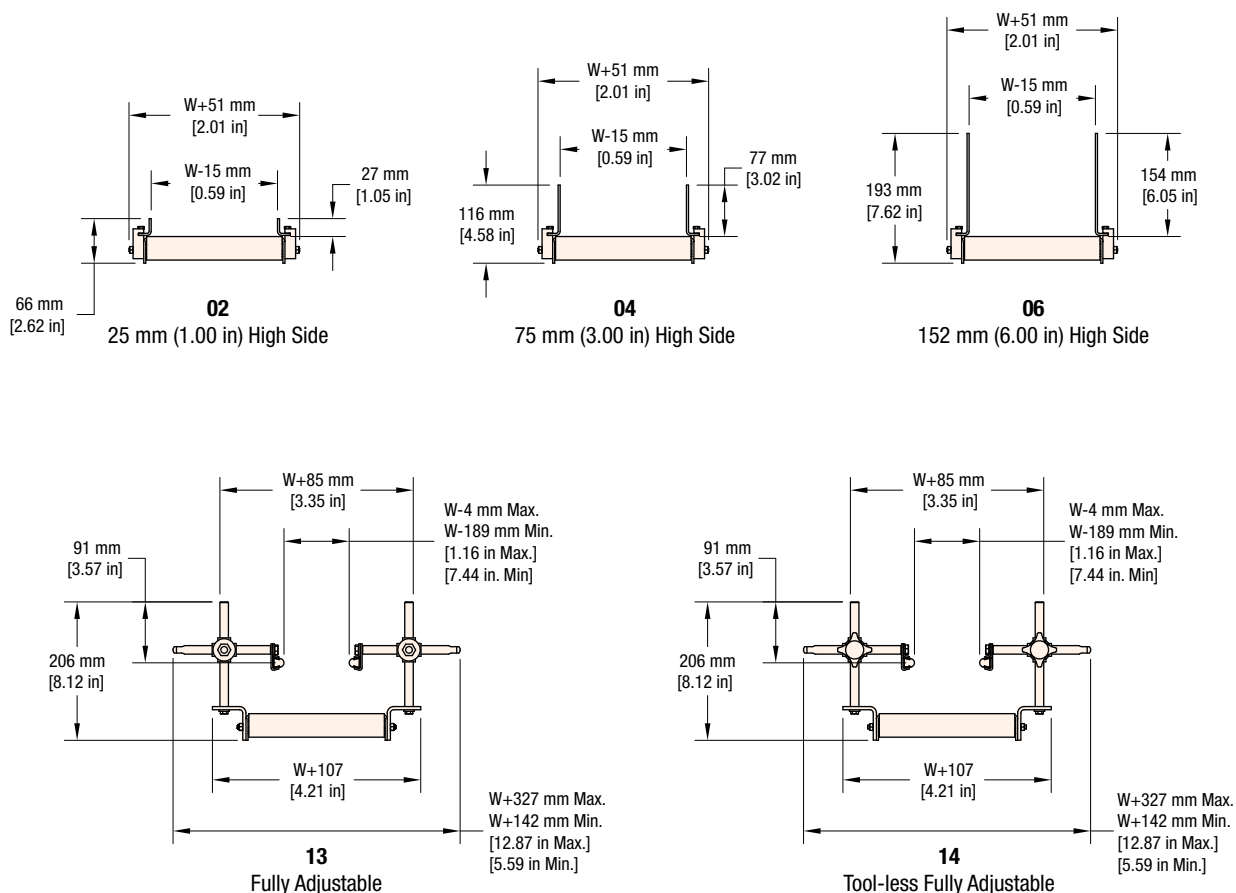 W+51 mm
[2.01 in]
W-15 mm
[0.59 in]
27 mm
[1.05 in]
66 mm
[2.62 in]
02
25 mm (1.00 in) High Side
W+51 mm
[2.01 in]
W-15 mm
[0.59 in]
77 mm
[3.02 in]
116 mm
[4.58 in]
04
75 mm (3.00 in) High Side
W+51 mm
[2.01 in]
W-15 mm
[0.59 in]
193 mm
[7.62 in]
154 mm
[6.05 in]
06
152 mm (6.00 in) High Side
W+85 mm
[3.35 in]
W-4 mm Max.
W-189 mm Min.
[1.16 in Max.]
[7.44 in. Min]
91 mm
[3.57 in]
206 mm
[8.12 in]
W+107
[4.21 in]
W+327 mm Max.
W+142 mm Min.
[12.87 in Max.]
[5.59 in Min.]
13
Fully Adjustable
W+85 mm
[3.35 in]
W-4 mm Max.
W-189 mm Min.
[1.16 in Max.]
[7.44 in. Min]
91 mm
[3.57 in]
206 mm
[8.12 in]
W+107
[4.21 in]
W+327 mm Max.
W+142 mm Min.
[12.87 in Max.]
[5.59 in Min.]
14
Tool-less Fully Adjustable